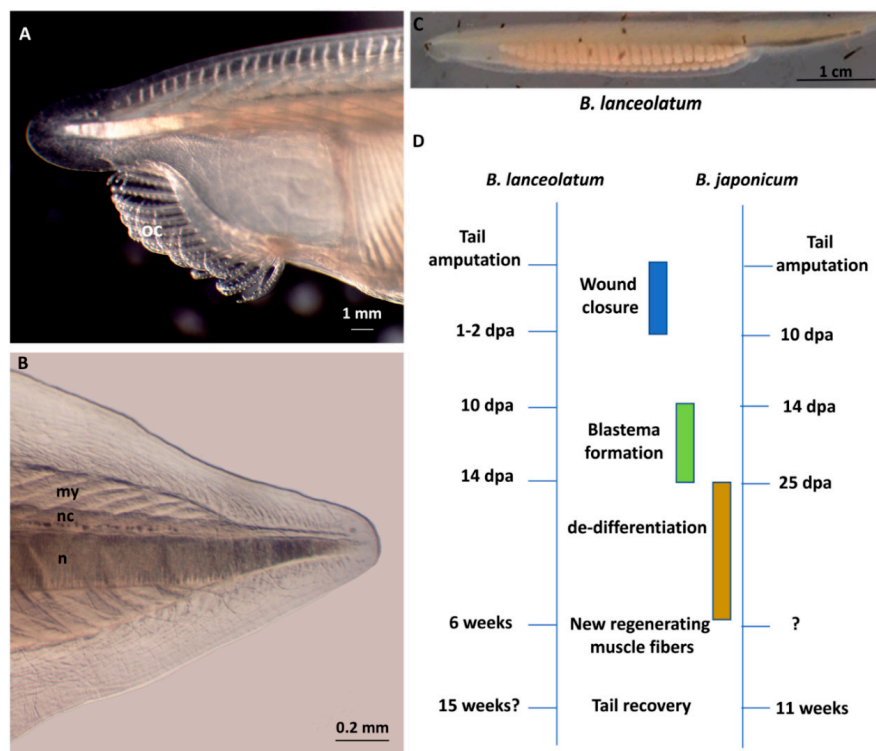 A
oc
1 mm
B
my
nc
n
0.2 mm
C
1 cm
B. lanceolatum
D
B. lanceolatum
B. japonicum
Tail
amputation
Tail
amputation
Wound
closure
1-2 dpa
10 dpa
10 dpa
14 dpa
Blastema
formation
14 dpa
25 dpa
de-differentiation
6 weeks
New regenerating
muscle fibers
?
15 weeks?
Tail recovery
11 weeks